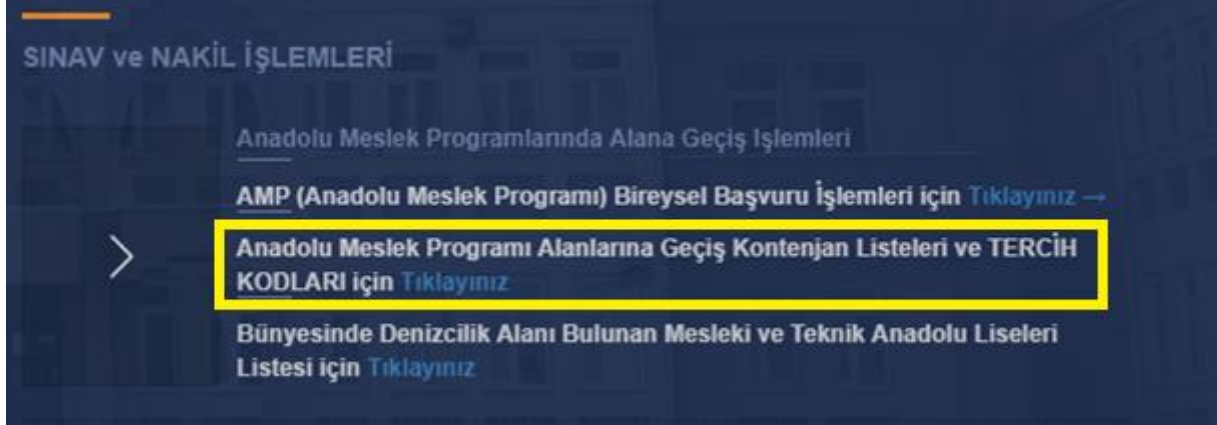 SINAV ve NAKİL İŞLEMLERİ
Anadolu Meslek Programlarında Alana Geçiş İşlemleri
AMP (Anadolu Meslek Programı) Bireysel Başvuru İşlemleri için Tıklayınız →
Anadolu Meslek Programı Alanlarına Geçiş Kontenjan Listeleri ve TERCİH
KODLARI için Tıklayınız
Bünyesinde Denizcilik Alanı Bulunan Mesleki ve Teknik Anadolu Liseleri
Listesi için Tıklayınız